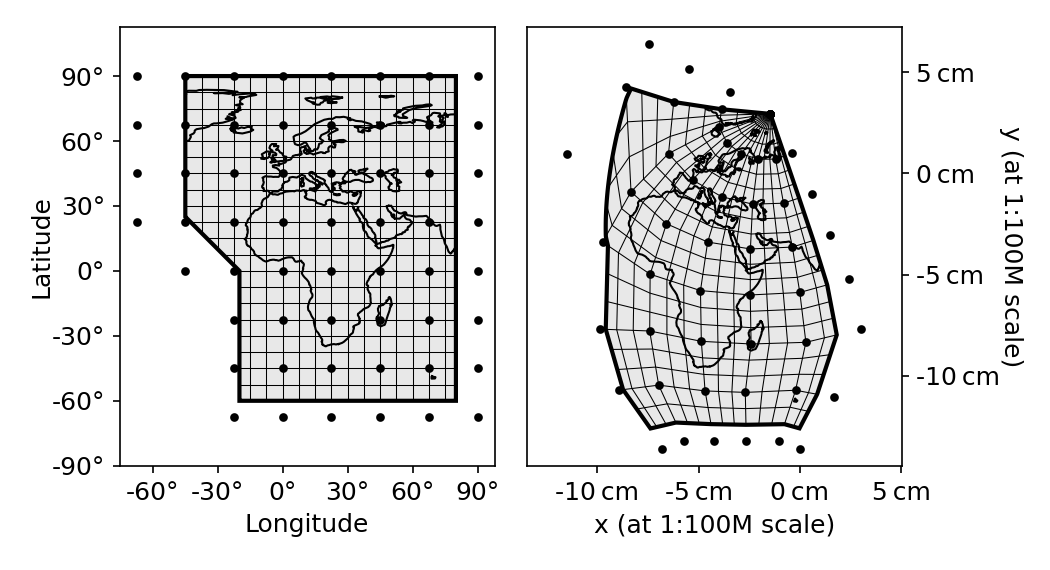 90°
60°
30°
0°
-30°
-60°
-90°
Latitude
-60° -30° 0° 30° 60° 90°
Longitude
5 cm
0 cm
-5 cm
-10 cm
y (at 1:100M scale)
-10 cm -5 cm 0 cm 5 cm
x (at 1:100M scale)